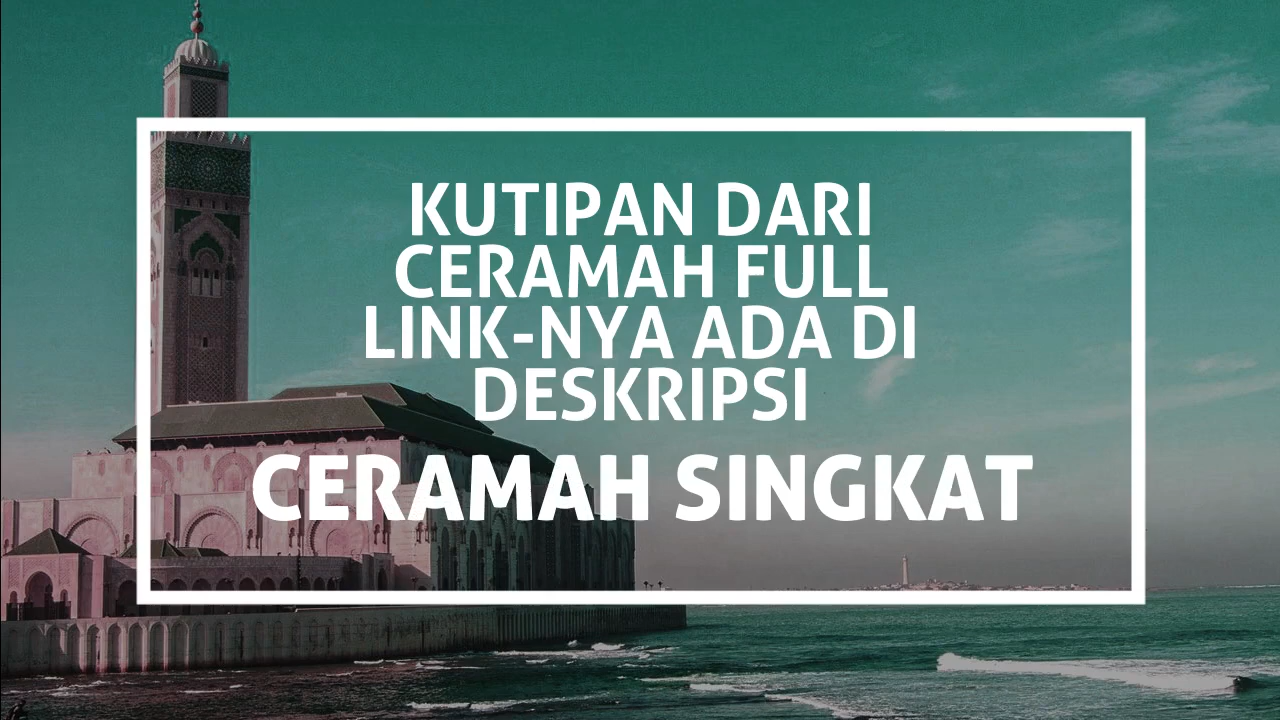 KUTIPAN DARI
CERAMAH FULL
LINK-NYA ADA DI
DESKRIPSI
CERAMAH SINGKAT